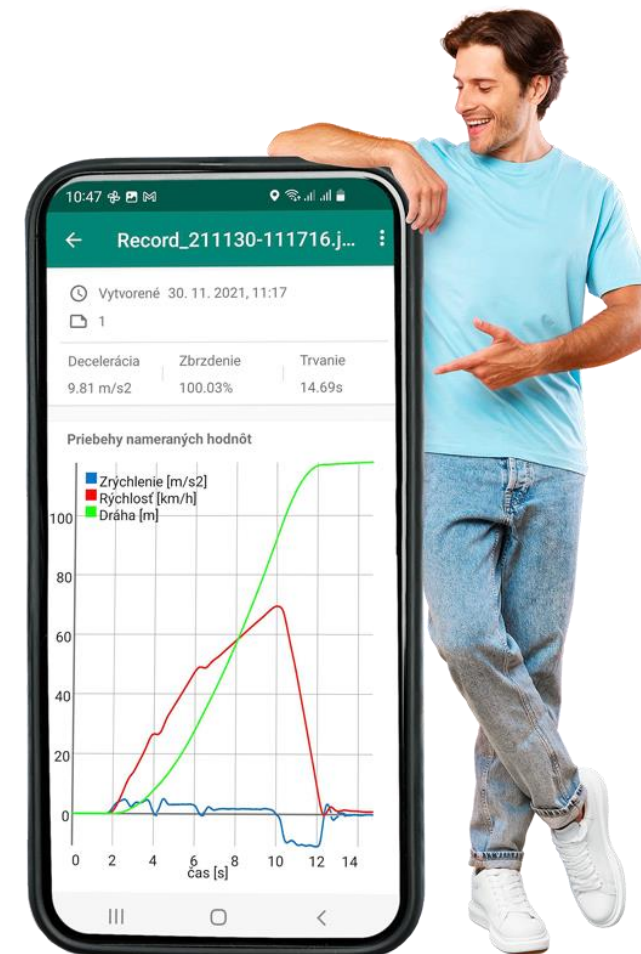 10:47
Record_211130-111716.j...
Vytvorené 30. 11. 2021, 11:17
1
Decelerácia Zbrzdenie Trvanie
9.81 m/s2 100.03% 14.69s
Priebehy nameraných hodnôt
Zrýchlenie [m/s2]
Rýchlosť [km/h]
Dráha [m]
100
80
60
40
20
0
0 2 4 6 8 10 12 14
čas [s]